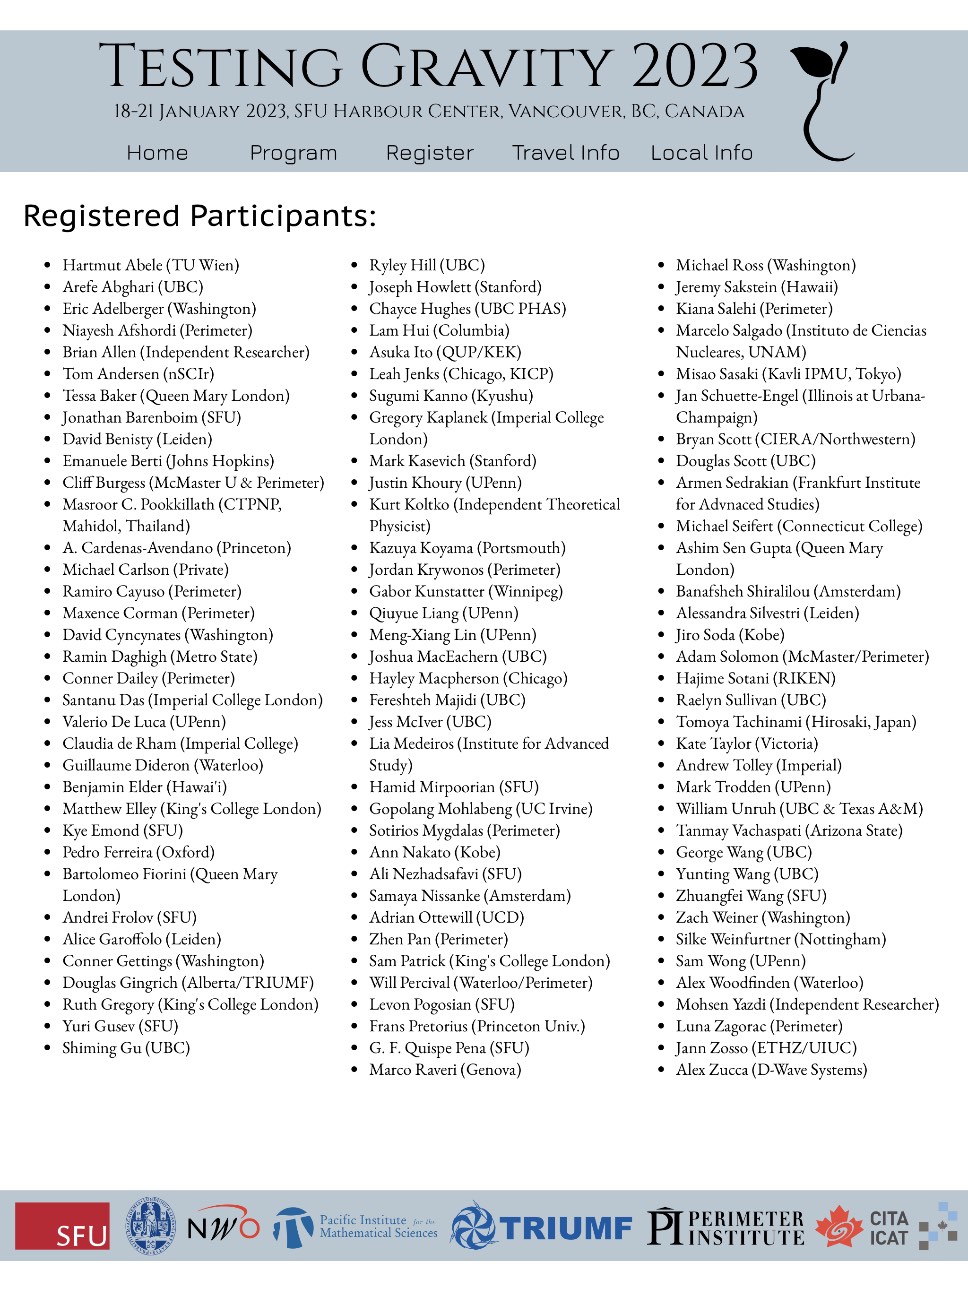 Testing Gravity 2023
18-21 January 2023, SFU Harbour Center, Vancouver, BC, Canada
Home Program Register Travel Info Local Info
Registered Participants:
Hartmut Abele (TU Wien)
Arefe Abghari (UBC)
Eric Adelberger (Washington)
Niayesh Afshordi (Perimeter)
Brian Allen (Independent Researcher)
Tom Andersen (nSCIr)
Tessa Baker (Queen Mary London)
Jonathan Barenboim (SFU)
David Benisty (Leiden)
Emanuele Berti (Johns Hopkins)
Cliff Burgess (McMaster U & Perimeter)
Masroor C. Pookkillath (CTPNP,
Mahidol, Thailand)
A. Cardenas-Avendano (Princeton)
Michael Carlson (Private)
Ramiro Cayuso (Perimeter)
Maxence Corman (Perimeter)
David Cyncynates (Washington)
Ramin Daghigh (Metro State)
Conner Dailey (Perimeter)
Santanu Das (Imperial College London)
Valerio De Luca (UPenn)
Claudia de Rham (Imperial College)
Guillaume Dideron (Waterloo)
Benjamin Elder (Hawai'i)
Matthew Elley (King's College London)
Kye Emond (SFU)
Pedro Ferreira (Oxford)
Bartolomeo Fiorini (Queen Mary
London)
Andrei Frolov (SFU)
Alice Garoffolo (Leiden)
Conner Gettings (Washington)
Douglas Gingrich (Alberta/TRIUMF)
Ruth Gregory (King's College London)
Yuri Gusev (SFU)
Shiming Gu (UBC)
Ryley Hill (UBC)
Joseph Howlett (Stanford)
Chayce Hughes (UBC PHAS)
Lam Hui (Columbia)
Asuka Ito (QUP/KEK)
Leah Jenks (Chicago, KICP)
Sugumi Kanno (Kyushu)
Gregory Kaplanek (Imperial College
London)
Mark Kasevich (Stanford)
Justin Khoury (UPenn)
Kurt Koltko (Independent Theoretical
Physicist)
Kazuya Koyama (Portsmouth)
Jordan Krywonos (Perimeter)
Gabor Kunstatter (Winnipeg)
Qiuyue Liang (UPenn)
Meng-Xiang Lin (UPenn)
Joshua MacEachern (UBC)
Hayley Macpherson (Chicago)
Fereshteh Majidi (UBC)
Jess McIver (UBC)
Lia Medeiros (Institute for Advanced
Study)
Hamid Mirpoorian (SFU)
Gopolang Mohlabeng (UC Irvine)
Sotirios Mygdalas (Perimeter)
Ann Nakato (Kobe)
Ali Nezhadsafavi (SFU)
Samaya Nissanke (Amsterdam)
Adrian Ottewill (UCD)
Zhen Pan (Perimeter)
Sam Patrick (King's College London)
Will Percival (Waterloo/Perimeter)
Levon Pogosian (SFU)
Frans Pretorius (Princeton Univ.)
G. F. Quispe Pena (SFU)
Marco Raveri (Genova)
Michael Ross (Washington)
Jeremy Sakstein (Hawaii)
Kiana Salehi (Perimeter)
Marcelo Salgado (Instituto de Ciencias
Nucleares, UNAM)
Misao Sasaki (Kavli IPMU, Tokyo)
Jan Schuette-Engel (Illinois at Urbana-
Champaign)
Bryan Scott (CIERA/Northwestern)
Douglas Scott (UBC)
Armen Sedrakian (Frankfurt Institute
for Advnaced Studies)
Michael Seifert (Connecticut College)
Ashim Sen Gupta (Queen Mary
London)
Banafsheh Shiralilou (Amsterdam)
Alessandra Silvestri (Leiden)
Jiro Soda (Kobe)
Adam Solomon (McMaster/Perimeter)
Hajime Sotani (RIKEN)
Raelyn Sullivan (UBC)
Tomoya Tachinami (Hirosaki, Japan)
Kate Taylor (Victoria)
Andrew Tolley (Imperial)
Mark Trodden (UPenn)
William Unruh (UBC & Texas A&M)
Tanmay Vachaspati (Arizona State)
George Wang (UBC)
Yunting Wang (UBC)
Zhuangfei Wang (SFU)
Zach Weiner (Washington)
Silke Weinfurtner (Nottingham)
Sam Wong (UPenn)
Alex Woodfinden (Waterloo)
Mohsen Yazdi (Independent Researcher)
Luna Zagorac (Perimeter)
Jann Zosso (ETHZ/UIUC)
Alex Zucca (D-Wave Systems)
SFU
NWO
Pacific Institute for the
Mathematical Sciences
TRIUMF
PI PERIMETER
INSTITUTE
CITA
ICAT